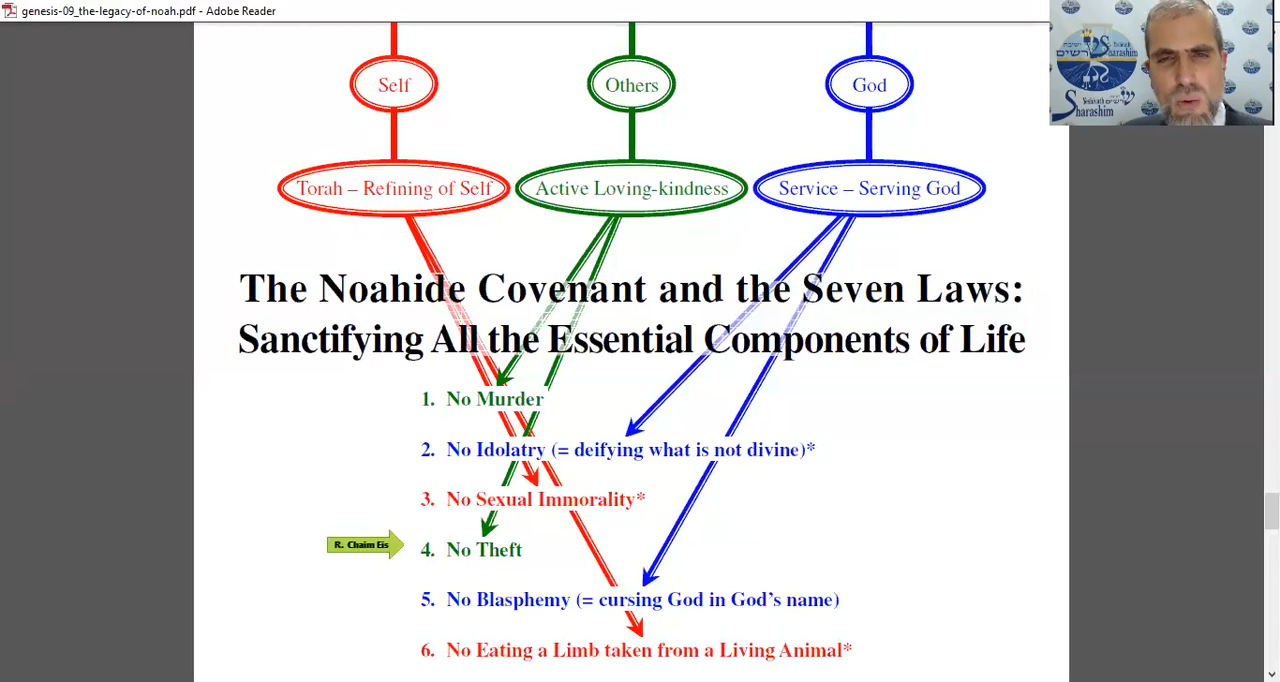 genesis-09_the-legacy-of-noah.pdf - Adobe Reader
Self
Others
God
Torah – Refining of Self
Active Loving-kindness
Service – Serving God
The Noahide Covenant and the Seven Laws:
Sanctifying All the Essential Components of Life
1. No Murder
2. No Idolatry (= deifying what is not divine)*
3. No Sexual Immorality*
R. Chaim Eis
4. No Theft
5. No Blasphemy (= cursing God in God’s name)
6. No Eating a Limb taken from a Living Animal*
Sharashim